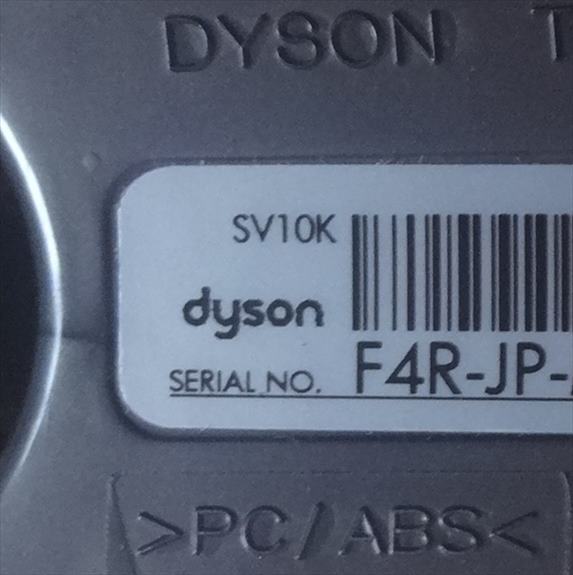 DYSON
SV10K
dyson
SERIAL NO. F4R-JP-
>PC/ABS<